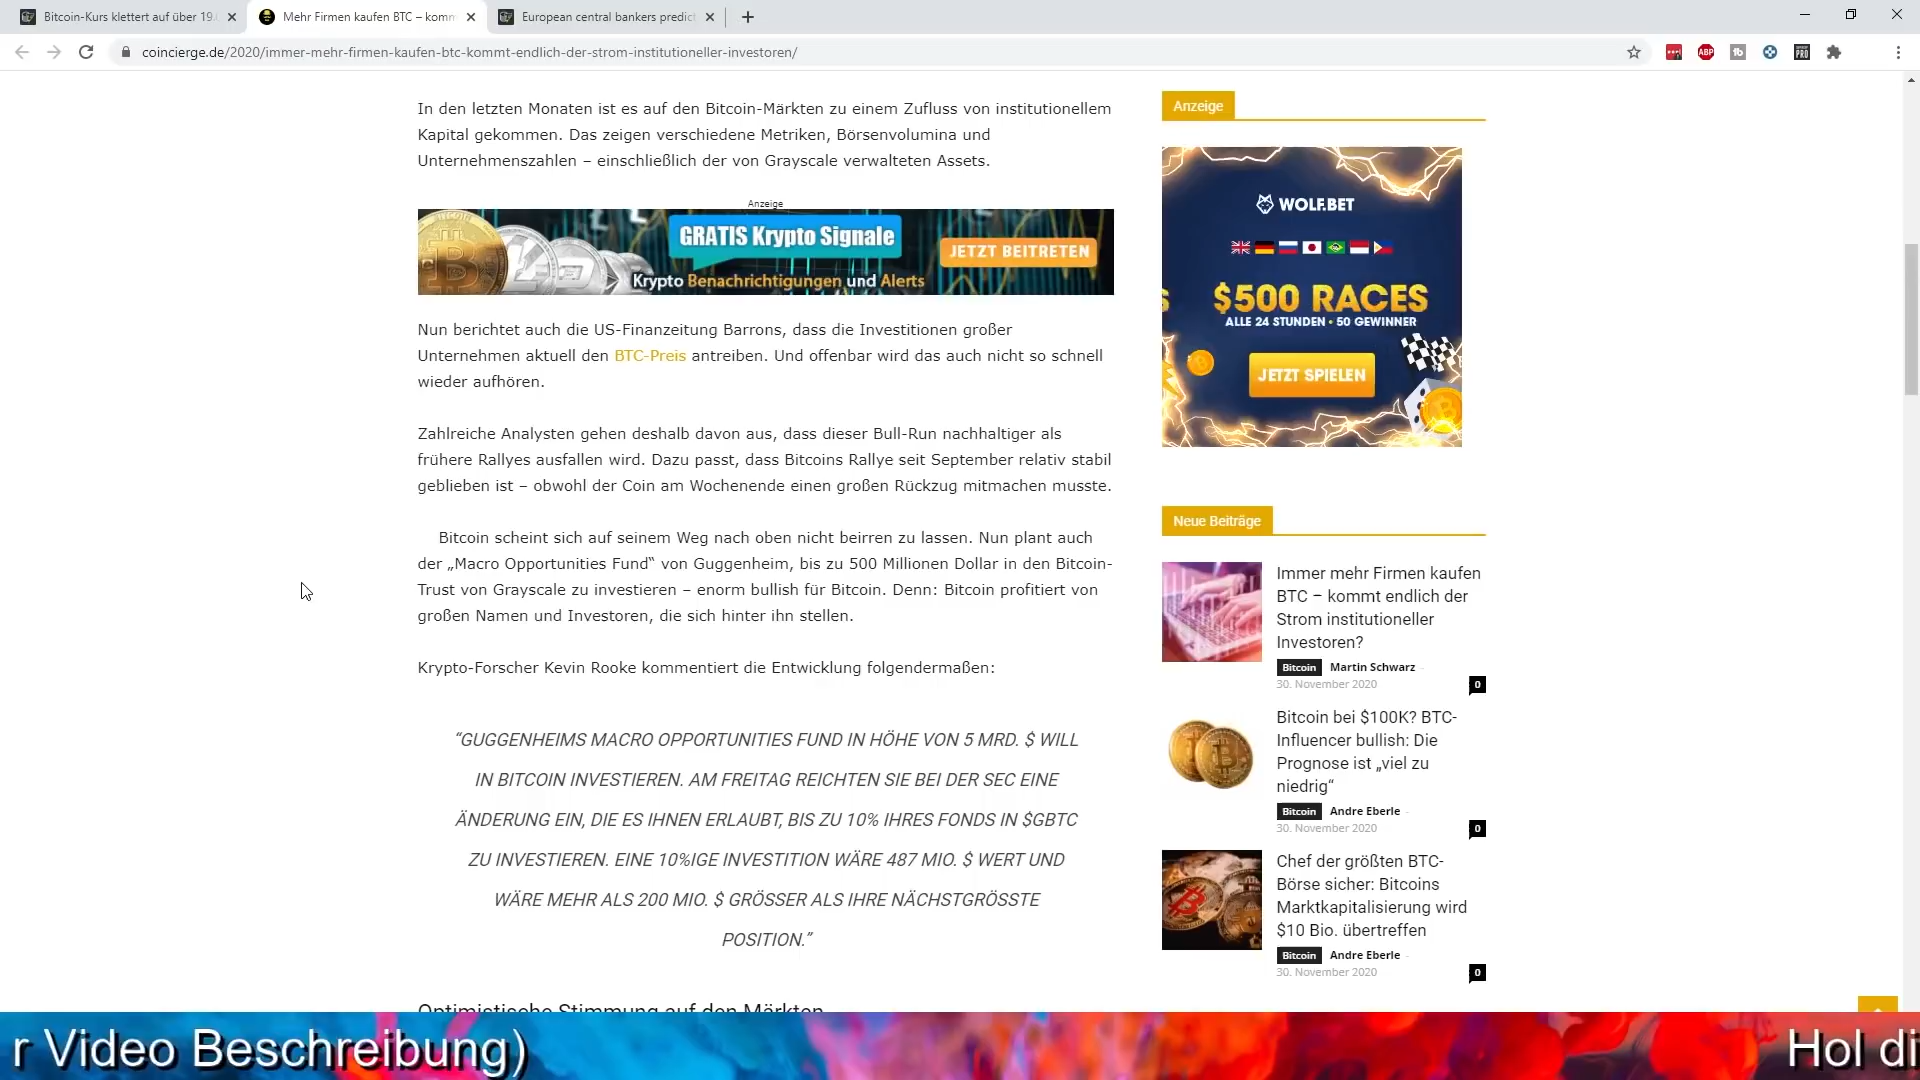 Bitcoin-Kurs klettert auf über 19.
Mehr Firmen kaufen BTC – komm
European central bankers predict
coincierge.de/2020/immer-mehr-firmen-kaufen-btc-kommt-endlich-der-strom-institutioneller-investoren/
In den letzten Monaten ist es auf den Bitcoin-Märkten zu einem Zufluss von institutionellem
Kapital gekommen. Das zeigen verschiedene Metriken, Börsenvolumina und
Unternehmenszahlen – einschließlich der von Grayscale verwalteten Assets.
Anzeige
GRATIS Krypto Signale
JETZT BEITRETEN
Krypto Benachrichtigungen und Alerts
Nun berichtet auch die US-Finanzeitung Barrons, dass die Investitionen großer
Unternehmen aktuell den BTC-Preis antreiben. Und offenbar wird das auch nicht so schnell
wieder aufhören.
Zahlreiche Analysten gehen deshalb davon aus, dass dieser Bull-Run nachhaltiger als
frühere Rallyes ausfallen wird. Dazu passt, dass Bitcoins Rallye seit September relativ stabil
geblieben ist – obwohl der Coin am Wochenende einen großen Rückzug mitmachen musste.
Bitcoin scheint sich auf seinem Weg nach oben nicht beirren zu lassen. Nun plant auch
der „Macro Opportunities Fund“ von Guggenheim, bis zu 500 Millionen Dollar in den Bitcoin-
Trust von Grayscale zu investieren – enorm bullish für Bitcoin. Denn: Bitcoin profitiert von
großen Namen und Investoren, die sich hinter ihn stellen.
Krypto-Forscher Kevin Rooke kommentiert die Entwicklung folgendermaßen:
“GUGGENHEIMS MACRO OPPORTUNITIES FUND IN HÖHE VON 5 MRD. $ WILL
IN BITCOIN INVESTIEREN. AM FREITAG REICHTEN SIE BEI DER SEC EINE
ÄNDERUNG EIN, DIE ES IHNEN ERLAUBT, BIS ZU 10% IHRES FONDS IN $GBTC
ZU INVESTIEREN. EINE 10%IGE INVESTITION WÄRE 487 MIO. $ WERT UND
WÄRE MEHR ALS 200 MIO. $ GRÖSSER ALS IHRE NÄCHSTGRÖSSTE
POSITION.”
Optimistische Stimmung auf den Märkten
Anzeige
WOLF.BET
$500 RACES
ALLE 24 STUNDEN • 50 GEWINNER
JETZT SPIELEN
Neue Beiträge
Immer mehr Firmen kaufen
BTC – kommt endlich der
Strom institutioneller
Investoren?
Bitcoin Martin Schwarz -
30. November 2020 0
Bitcoin bei $100K? BTC-
Influencer bullish: Die
Prognose ist „viel zu
niedrig“
Bitcoin Andre Eberle -
30. November 2020 0
Chef der größten BTC-
Börse sicher: Bitcoins
Marktkapitalisierung wird
$10 Bio. übertreffen
Bitcoin Andre Eberle -
30. November 2020 0
r Video Beschreibung)
Hol di